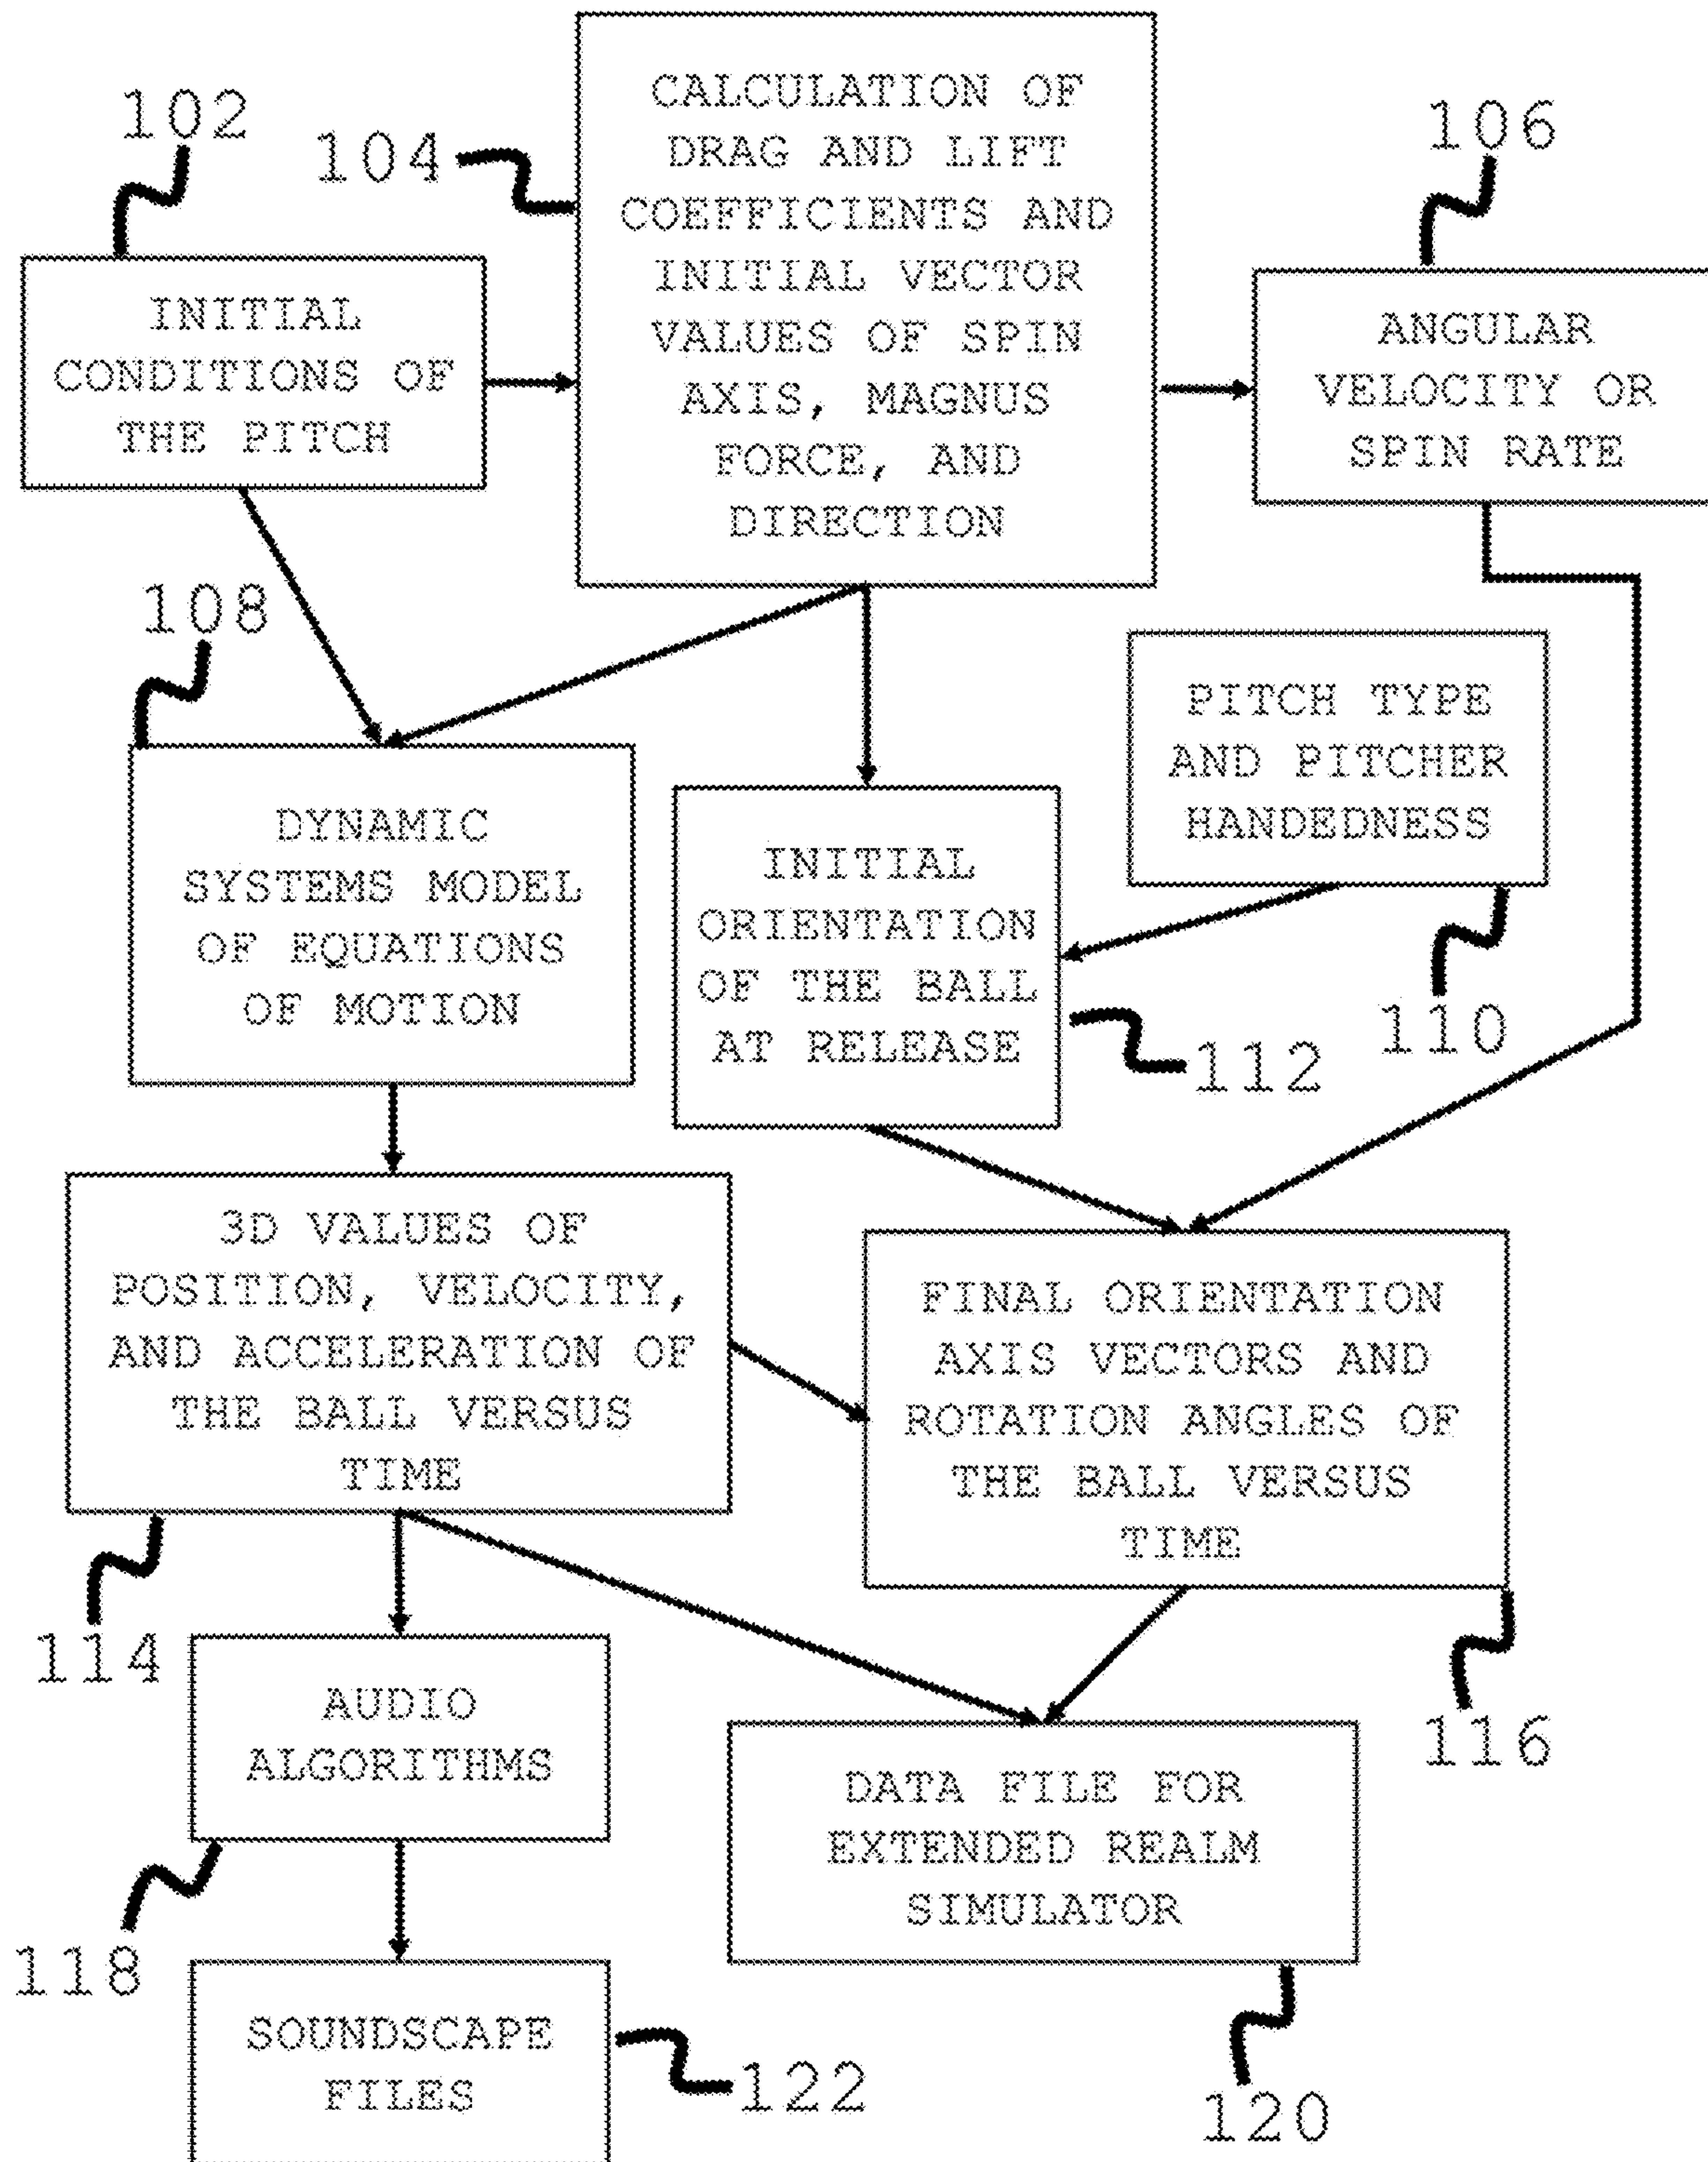 102
INITIAL
CONDITIONS OF
THE PITCH
104
CALCULATION OF
DRAG AND LIFT
COEFFICIENTS AND
INITIAL VECTOR
VALUES OF SPIN
AXIS, MAGNUS
FORCE, AND
DIRECTION
106
ANGULAR
VELOCITY OR
SPIN RATE
108
DYNAMIC
SYSTEMS MODEL
OF EQUATIONS
OF MOTION
INITIAL
ORIENTATION
OF THE BALL
AT RELEASE
112
PITCH TYPE
AND PITCHER
HANDEDNESS
110
3D VALUES OF
POSITION, VELOCITY,
AND ACCELERATION OF
THE BALL VERSUS
TIME
114
FINAL ORIENTATION
AXIS VECTORS AND
ROTATION ANGLES OF
THE BALL VERSUS
TIME
116
AUDIO
ALGORITHMS
118
DATA FILE FOR
EXTENDED REALM
SIMULATOR
120
SOUNDSCAPE
FILES
122